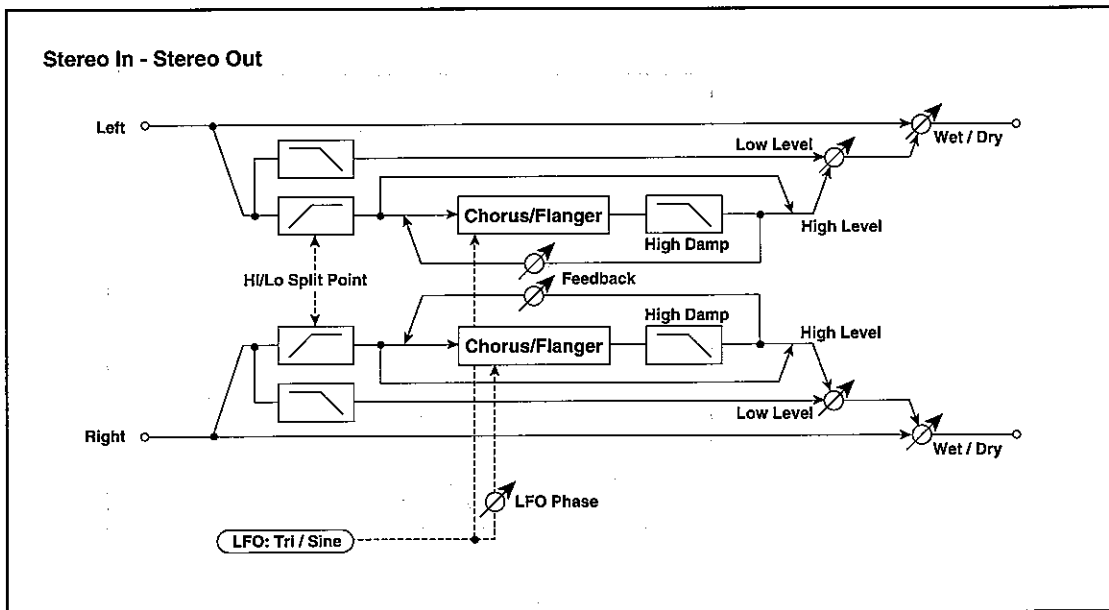 Stereo In - Stereo Out
Left
Wet / Dry
Low Level
Chorus/Flanger
High Damp
High Level
Feedback
Hi/Lo Split Point
High Damp
High Level
Chorus/Flanger
Low Level
Right
Wet / Dry
LFO Phase
LFO: Tri / Sine